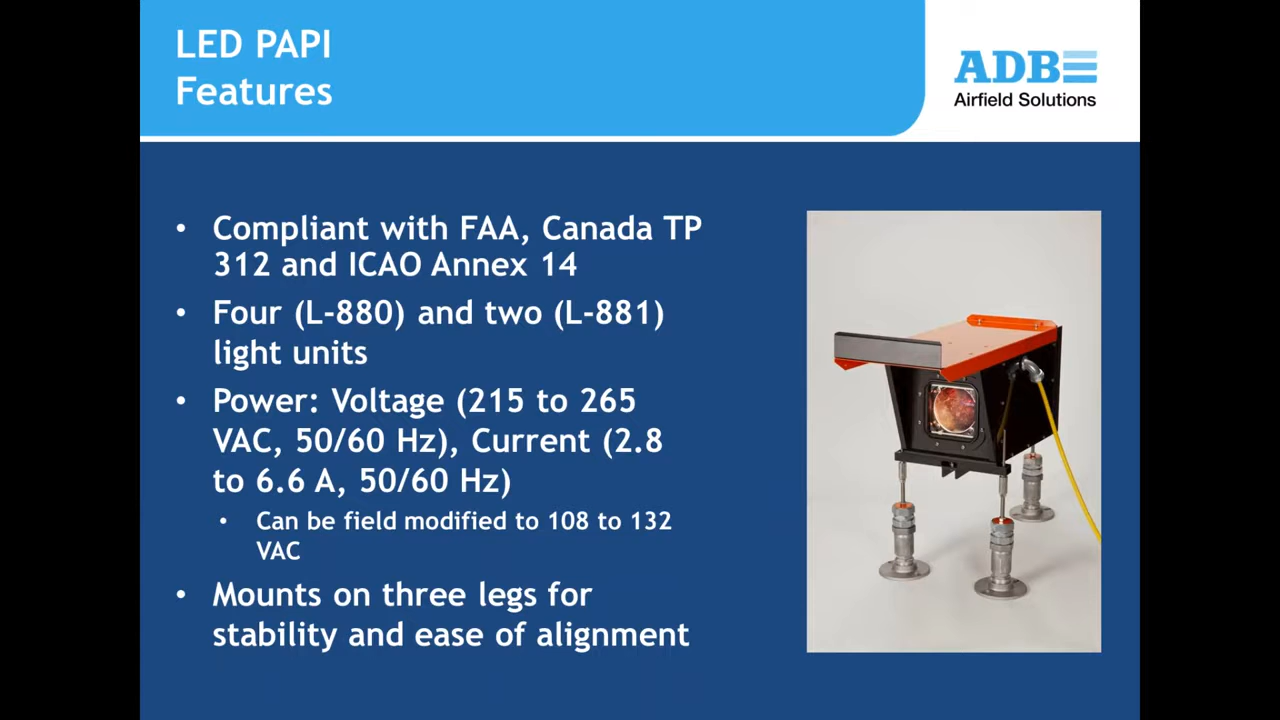 LED PAPI
Features
ADB
Airfield Solutions
• Compliant with FAA, Canada TP
312 and ICAO Annex 14
• Four (L-880) and two (L-881)
light units
• Power: Voltage (215 to 265
VAC, 50/60 Hz), Current (2.8
to 6.6 A, 50/60 Hz)
• Can be field modified to 108 to 132
VAC
• Mounts on three legs for
stability and ease of alignment